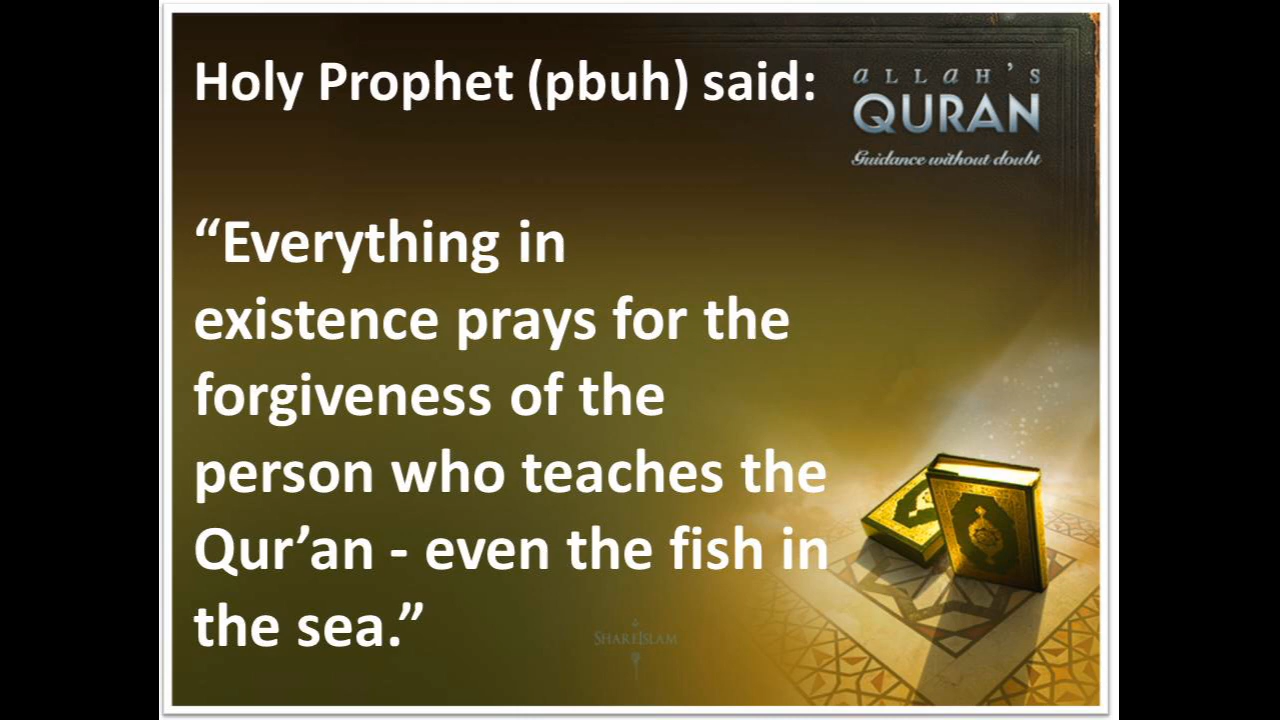 Holy Prophet (pbuh) said:
aLLaH'S
QURAN
Guidance without doubt
“Everything in
existence prays for the
forgiveness of the
person who teaches the
Qur’an - even the fish in
the sea.”
SHAREISLAM